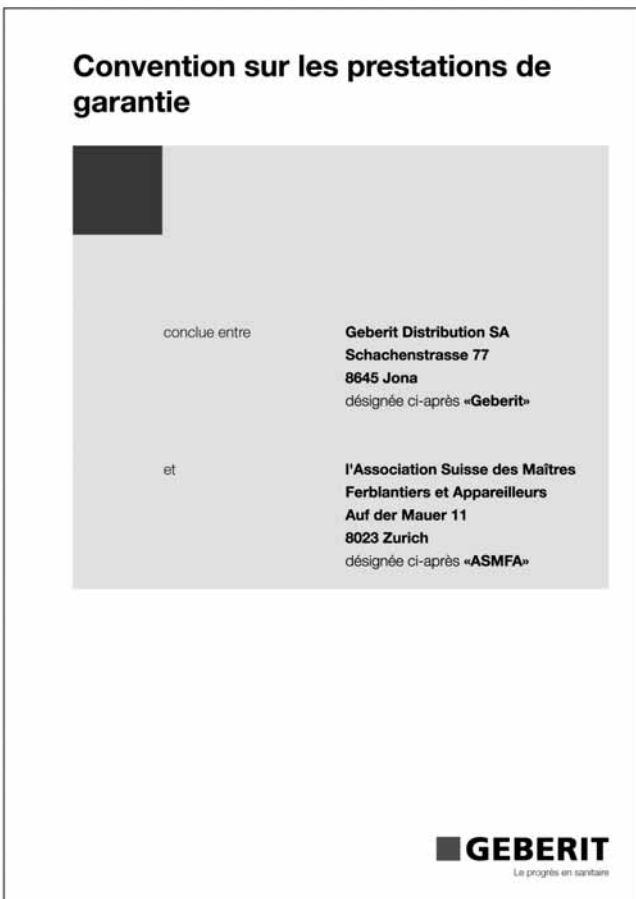 Convention sur les prestations de
garantie
conclue entre
Geberit Distribution SA
Schachenstrasse 77
8645 Jona
désignée ci-après «Geberit»
et
l'Association Suisse des Maîtres
Ferblantiers et Appareilleurs
Auf der Mauer 11
8023 Zurich
désignée ci-après «ASMFA»
GEBERIT
Le progrès en sanitaire